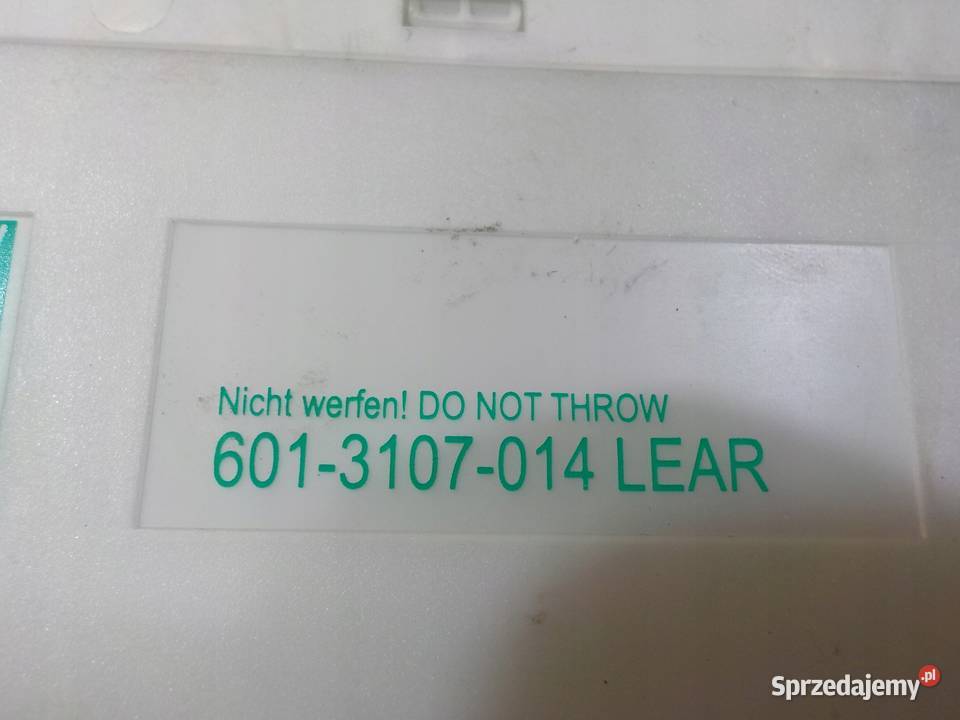 Nicht werfen! DO NOT THROW
601-3107-014 LEAR
Sprzedajemy.pl